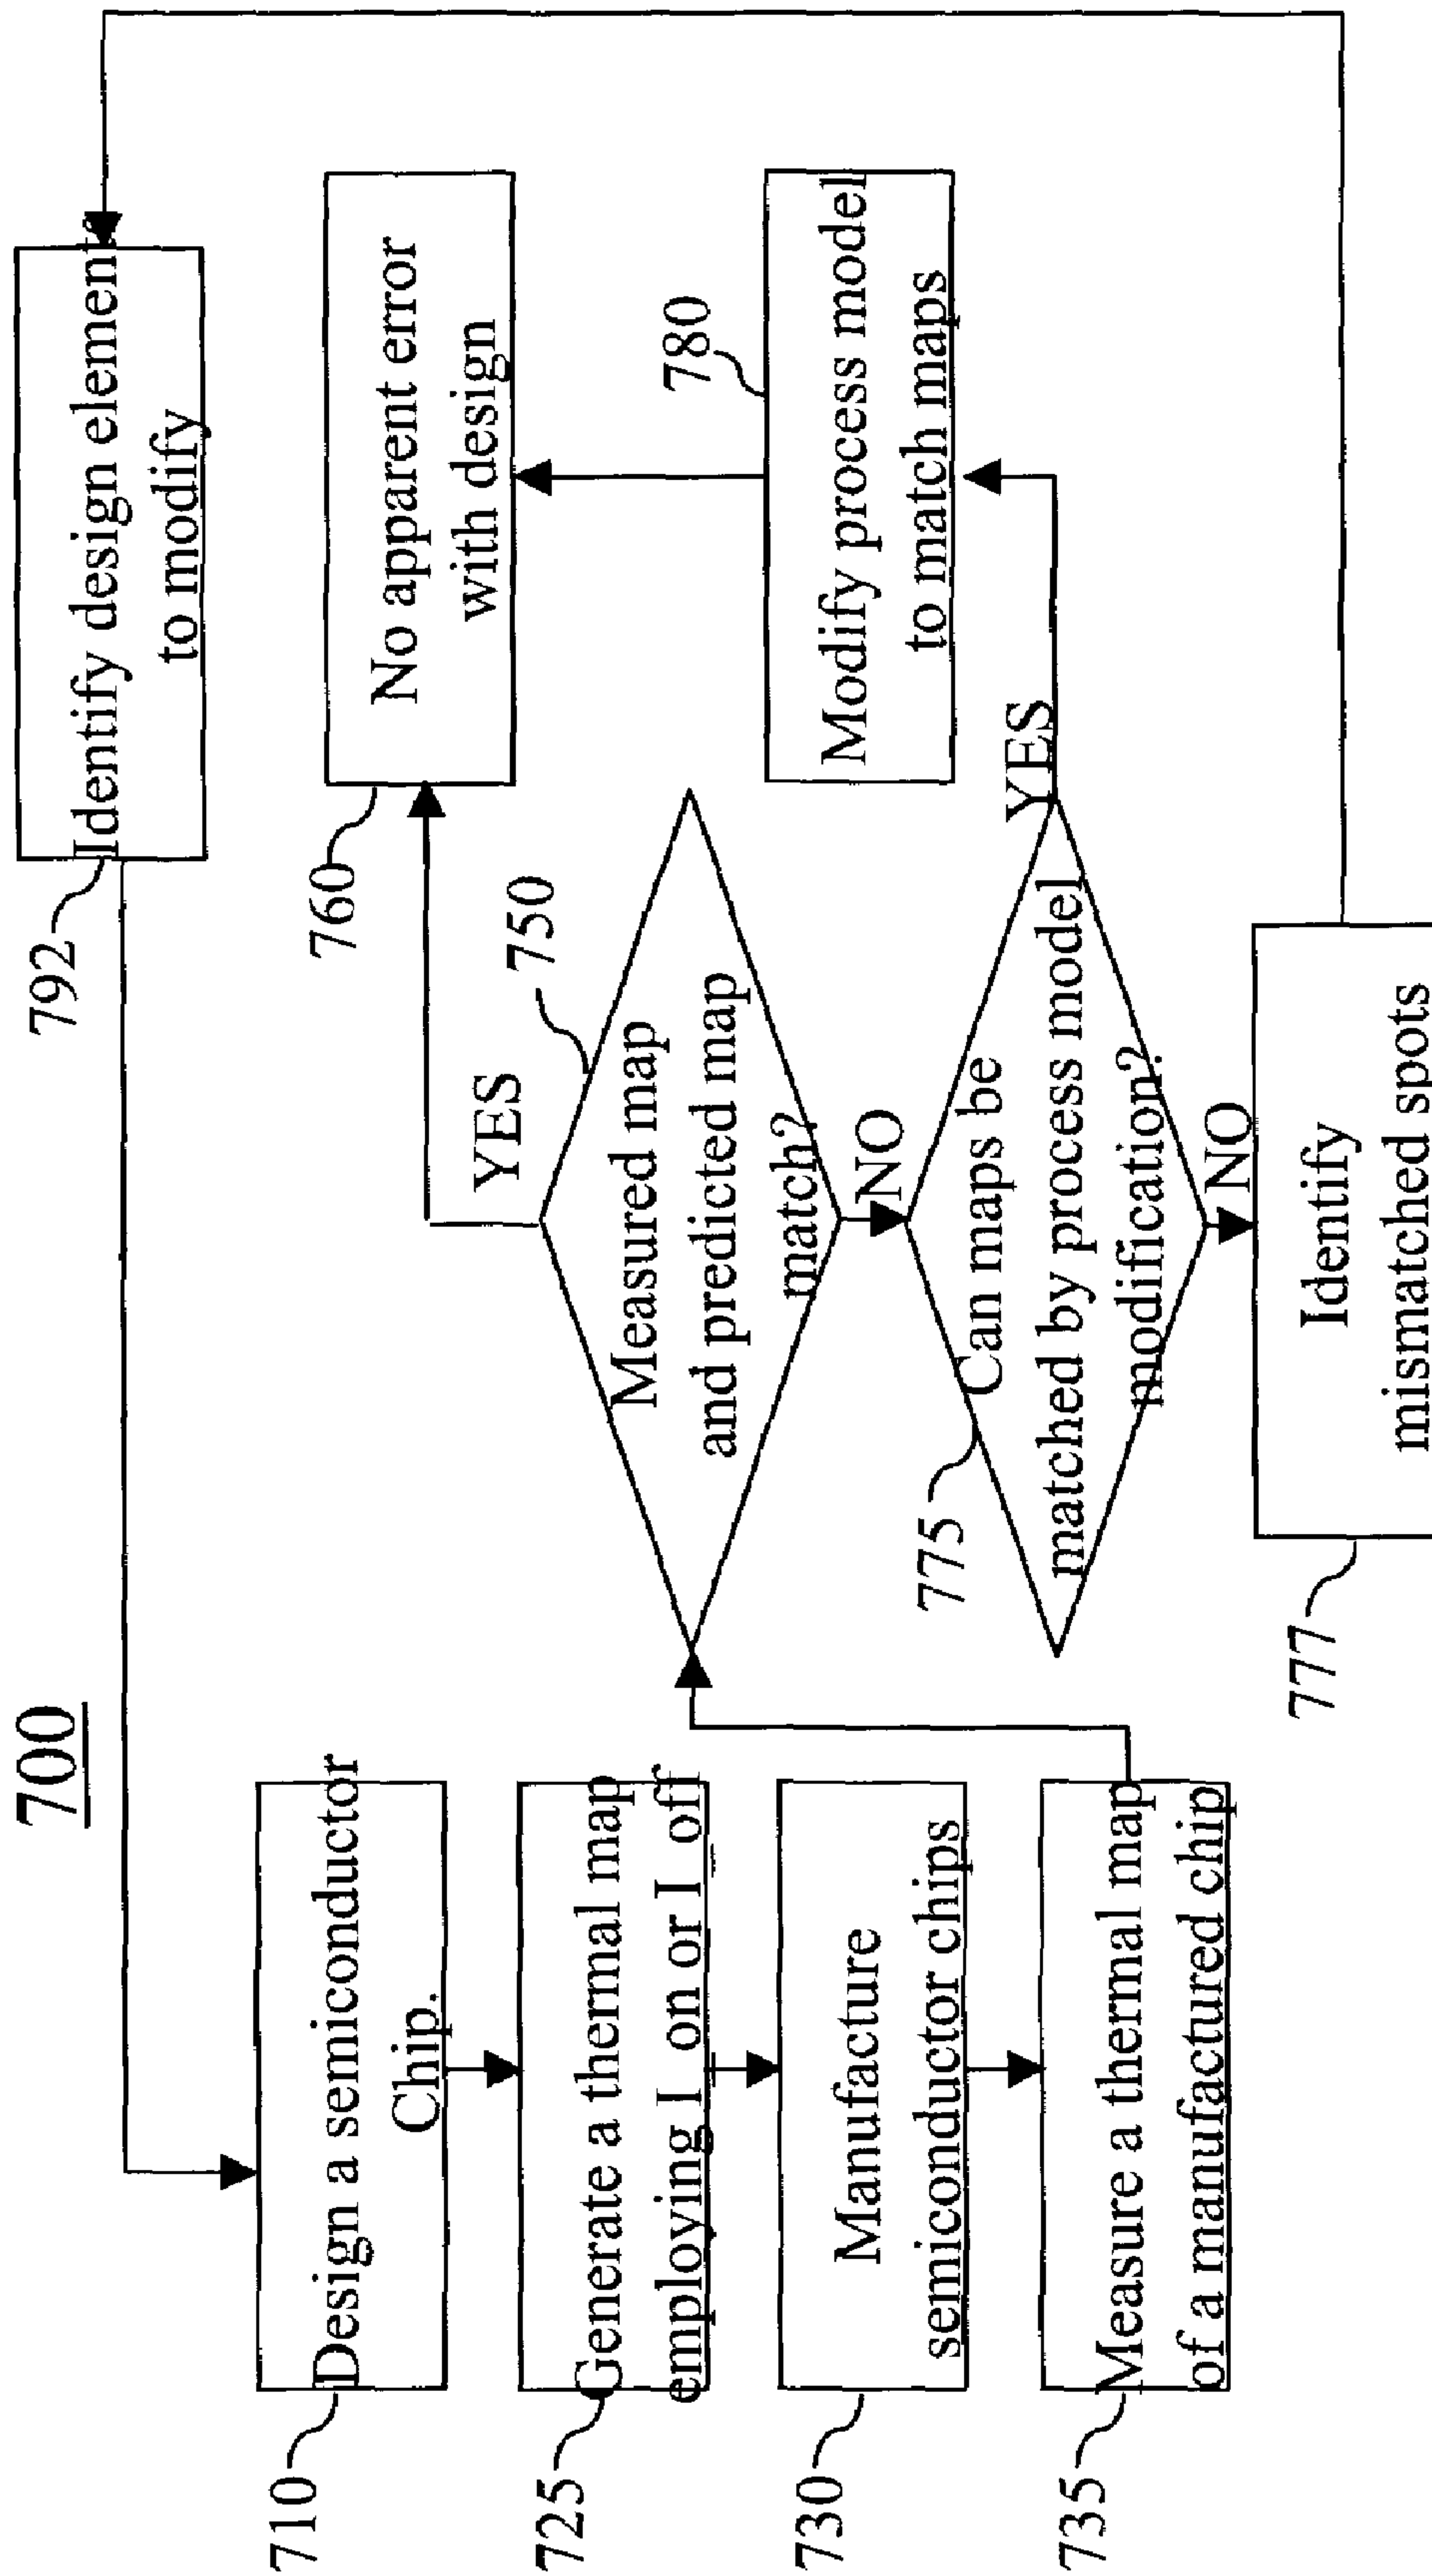 700
710
Design a semiconductor
Chip.
725
Generate a thermal map
employing I_on or I_off
730
Manufacture
semiconductor chips
735
Measure a thermal map
of a manufactured chip
750
Measured map
and predicted map
match?
YES
NO
760
No apparent error
with design
775
Can maps be
matched by process model
modification?
YES
NO
780
Modify process model
to match maps
777
Identify
mismatched spots
792
Identify design elements
to modify